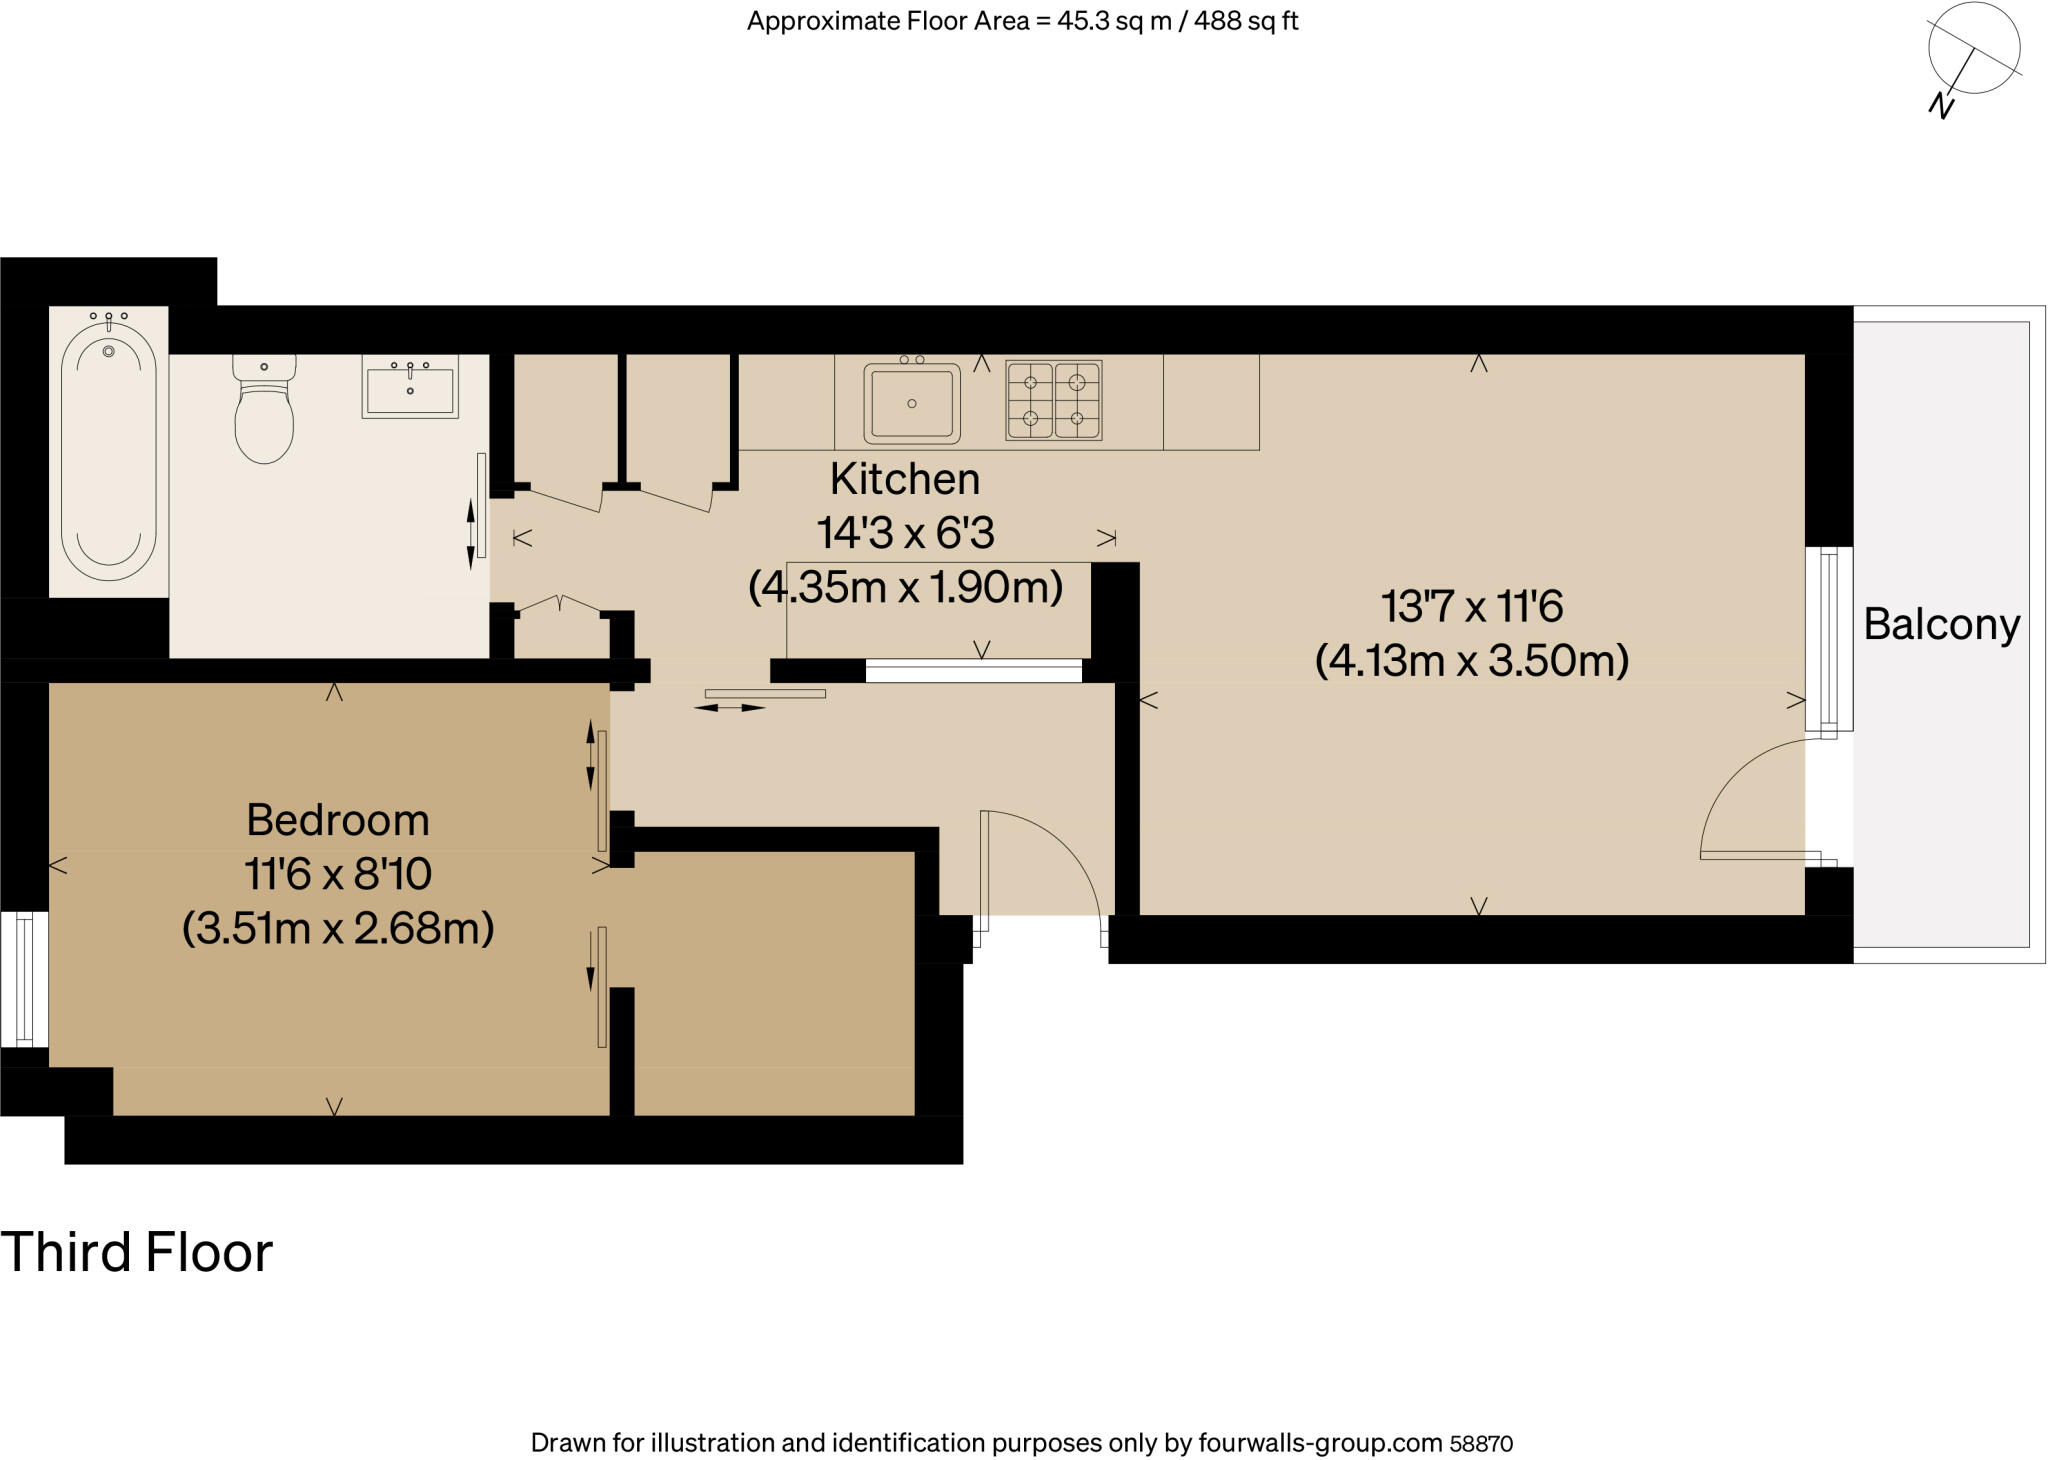 Approximate Floor Area = 45.3 sq m / 488 sq ft
N
Kitchen
14'3 x 6'3
(4.35m x 1.90m)
13'7 x 11'6
(4.13m x 3.50m)
Balcony
Bedroom
11'6 x 8'10
(3.51m x 2.68m)
Third Floor
Drawn for illustration and identification purposes only by fourwalls-group.com 58870